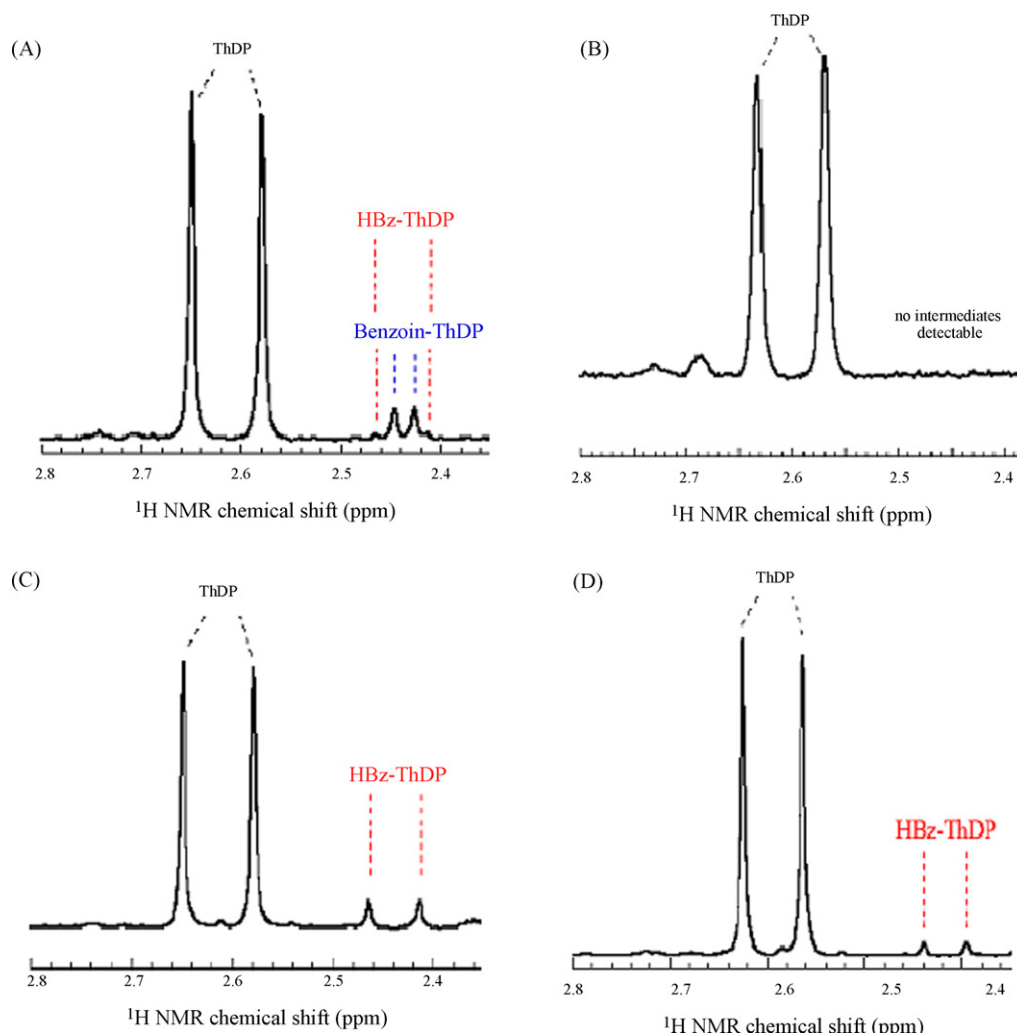 (A)
ThDP
HBz-ThDP
Benzoin-ThDP
2.8 2.7 2.6 2.5 2.4
¹H NMR chemical shift (ppm)
(B)
ThDP
no intermediates
detectable
2.8 2.7 2.6 2.5 2.4
¹H NMR chemical shift (ppm)
(C)
ThDP
HBz-ThDP
2.8 2.7 2.6 2.5 2.4
¹H NMR chemical shift (ppm)
(D)
ThDP
HBz-ThDP
2.8 2.7 2.6 2.5 2.4
¹H NMR chemical shift (ppm)